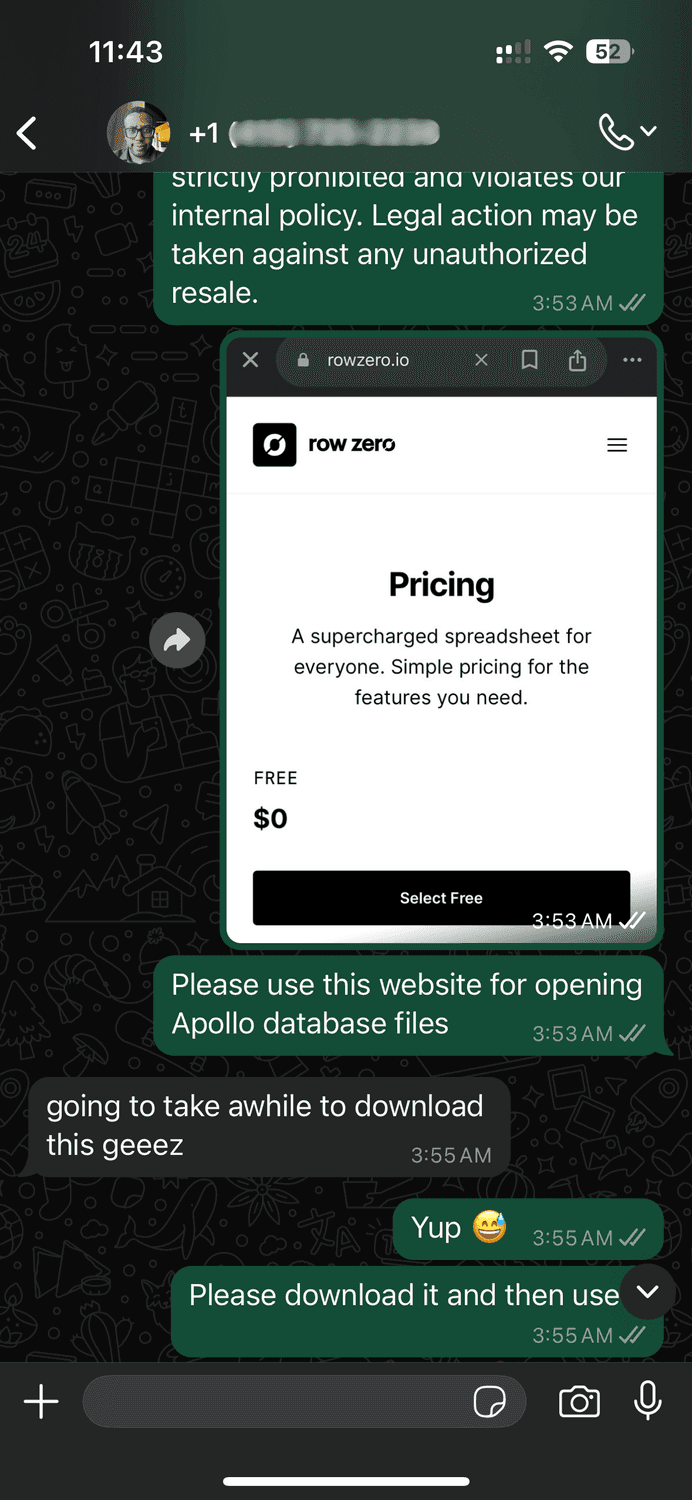 11:43
52
+1
strictly prohibited and violates our
internal policy. Legal action may be
taken against any unauthorized
resale.
3:53 AM
rowzero.io
row zero
Pricing
A supercharged spreadsheet for
everyone. Simple pricing for the
features you need.
FREE
$0
Select Free
3:53 AM
Please use this website for opening
Apollo database files
3:53 AM
going to take awhile to download
this geeez
3:55 AM
Yup 😅
3:55 AM
Please download it and then use
3:55 AM